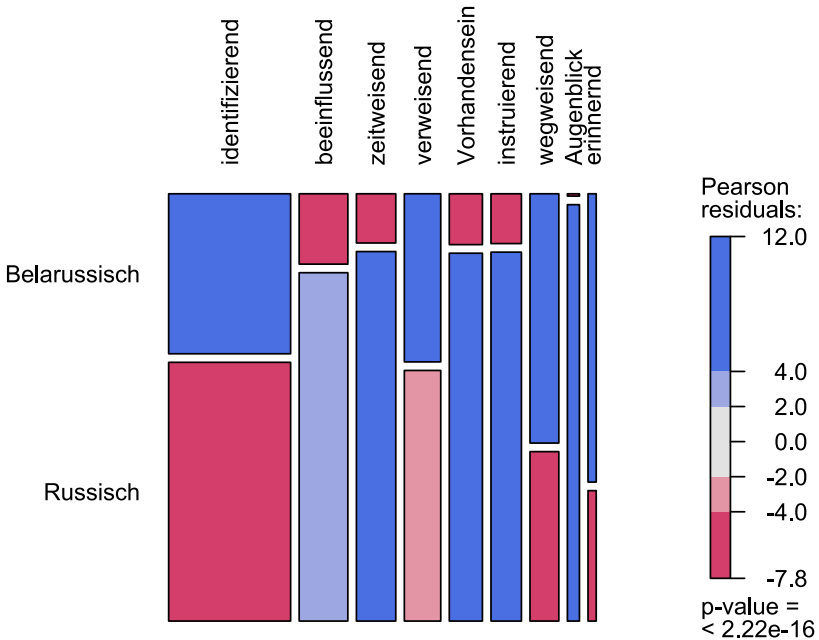 identifizierend
beeinflussend
zeitweisend
verweisend
Vorhandensein
instruierend
wegweisend
Augenblick
erinnernd
Belarussisch
Russisch
Pearson
residuals:
12.0
4.0
2.0
0.0
-2.0
-4.0
-7.8
p-value =
< 2.22e-16